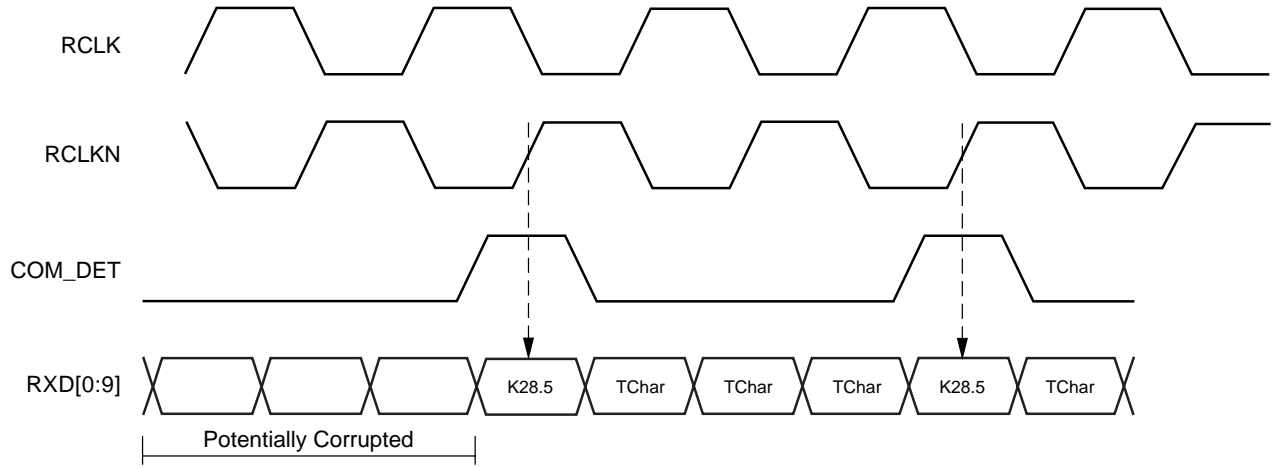 RCLK
RCLKN
COM_DET
RXD[0:9]
K28.5 TChar TChar TChar K28.5 TChar
Potentially Corrupted